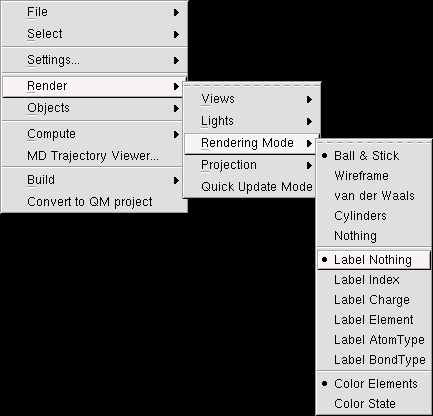 File
Select
Settings...
Render
Objects
Compute
MD Trajectory Viewer...
Build
Convert to QM project
Views
Lights
Rendering Mode
Projection
Quick Update Mode
Ball & Stick
Wireframe
van der Waals
Cylinders
Nothing
Label Nothing
Label Index
Label Charge
Label Element
Label AtomType
Label BondType
Color Elements
Color State